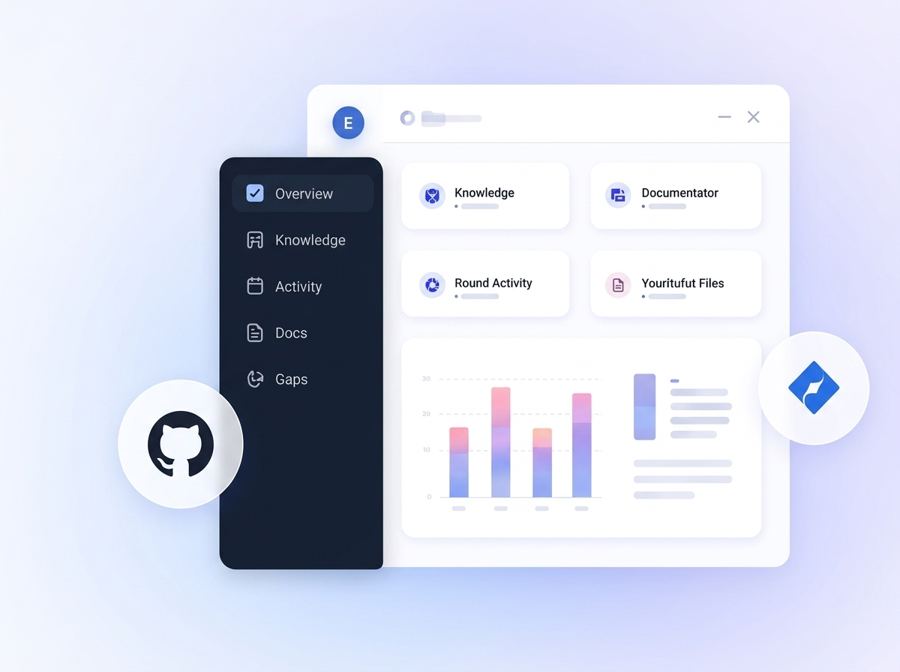 E
Overview
Knowledge
Activity
Docs
Gaps
Knowledge
Documentator
Round Activity
Youritufut Files
30
20
10
0